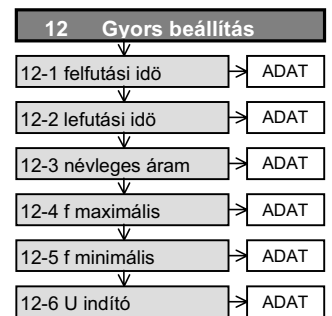 12 Gyors beállítás
12-1 felfutási idö ADAT
12-2 lefutási idö ADAT
12-3 névleges áram ADAT
12-4 f maximális ADAT
12-5 f minimális ADAT
12-6 U indító ADAT